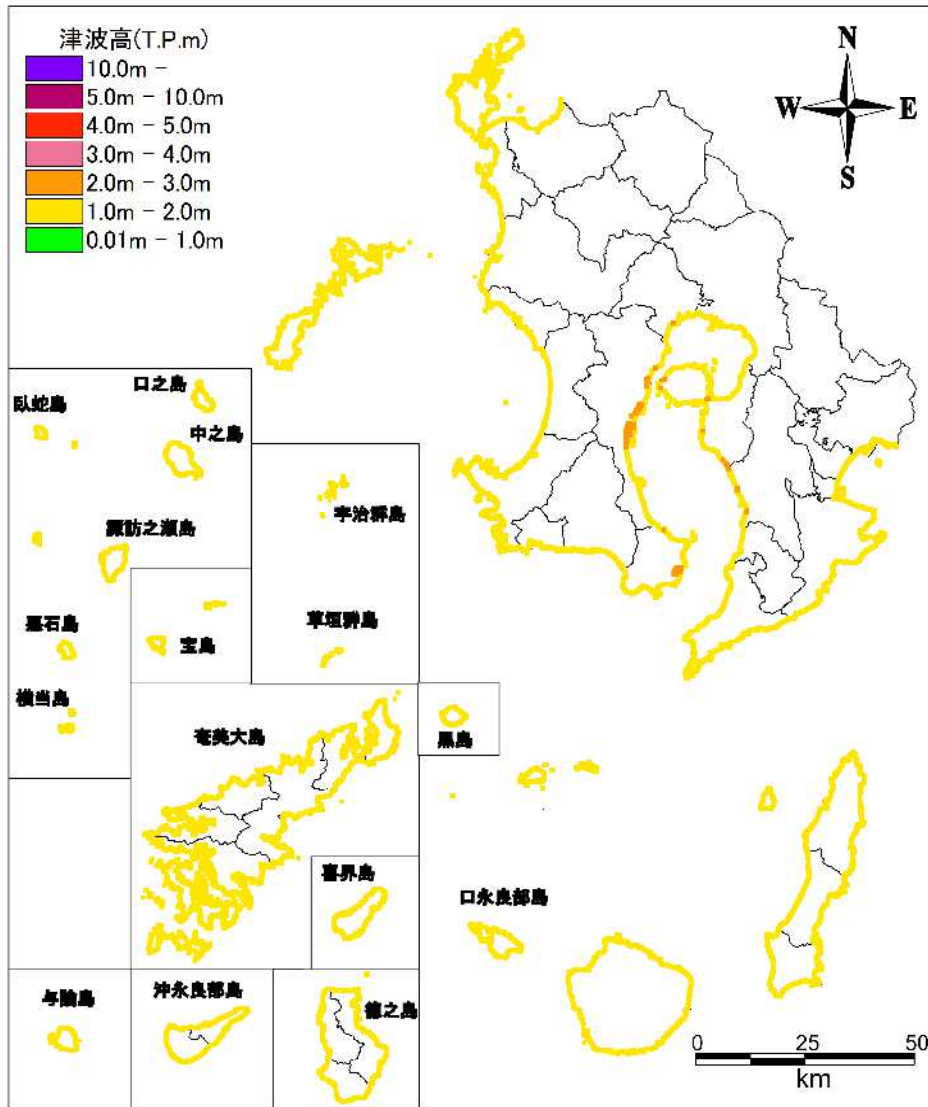 津波高(T.P.m)
10.0m −
5.0m − 10.0m
4.0m − 5.0m
3.0m − 4.0m
2.0m − 3.0m
1.0m − 2.0m
0.01m − 1.0m
N
W E
S
口之島
臥蛇島
中之島
宇治群島
諏訪之瀬島
草垣群島
悪石島
宝島
横当島
奄美大島
黒島
喜界島
口永良部島
与論島
沖永良部島
徳之島
0 25 50
km